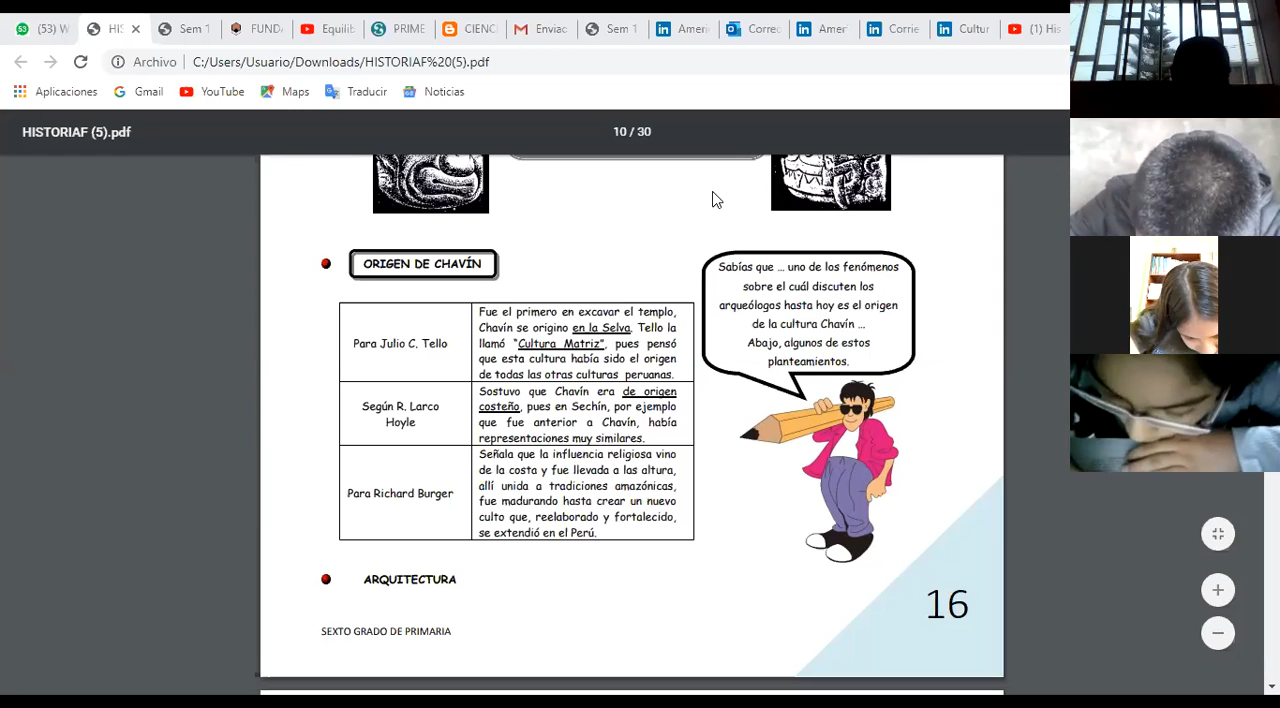 (53) W
HIS
Sem 1
FUND
Equilib
PRIME
CIENC
Enviac
Sem 1
Amer
Correc
Amer
Corrie
Cultur
(1) His
Archivo | C:/Users/Usuario/Downloads/HISTORIAF%20(5).pdf
Aplicaciones Gmail YouTube Maps Traducir Noticias
HISTORIAF (5).pdf 10 / 30
ORIGEN DE CHAVÍN
Para Julio C. Tello
Fue el primero en excavar el templo,
Chavín se origino en la Selva. Tello la
llamó "Cultura Matriz", pues pensó
que esta cultura había sido el origen
de todas las otras culturas peruanas.
Según R. Larco
Hoyle
Sostuvo que Chavín era de origen
costeño, pues en Sechín, por ejemplo
que fue anterior a Chavín, había
representaciones muy similares.
Para Richard Burger
Señala que la influencia religiosa vino
de la costa y fue llevada a las altura,
allí unida a tradiciones amazónicas,
fue madurando hasta crear un nuevo
culto que, reelaborado y fortalecido,
se extendió en el Perú.
Sabías que ... uno de los fenómenos
sobre el cuál discuten los
arqueólogos hasta hoy es el origen
de la cultura Chavín ...
Abajo, algunos de estos
planteamientos.
ARQUITECTURA
16
SEXTO GRADO DE PRIMARIA